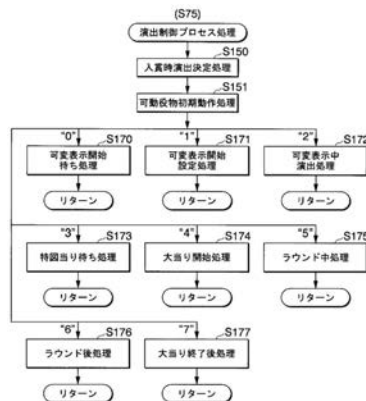 (S75)
演出制御プロセス処理
S150
入賞時演出決定処理
S151
可動役物初期動作処理
"0" S170
可変表示開始
待ち処理
リターン
"1" S171
可変表示開始
設定処理
リターン
"2" S172
可変表示中
演出処理
リターン
"3" S173
特図当り待ち処理
リターン
"4" S174
大当り開始処理
リターン
"5" S175
ラウンド中処理
リターン
"6" S176
ラウンド後処理
リターン
"7" S177
大当り終了後処理
リターン